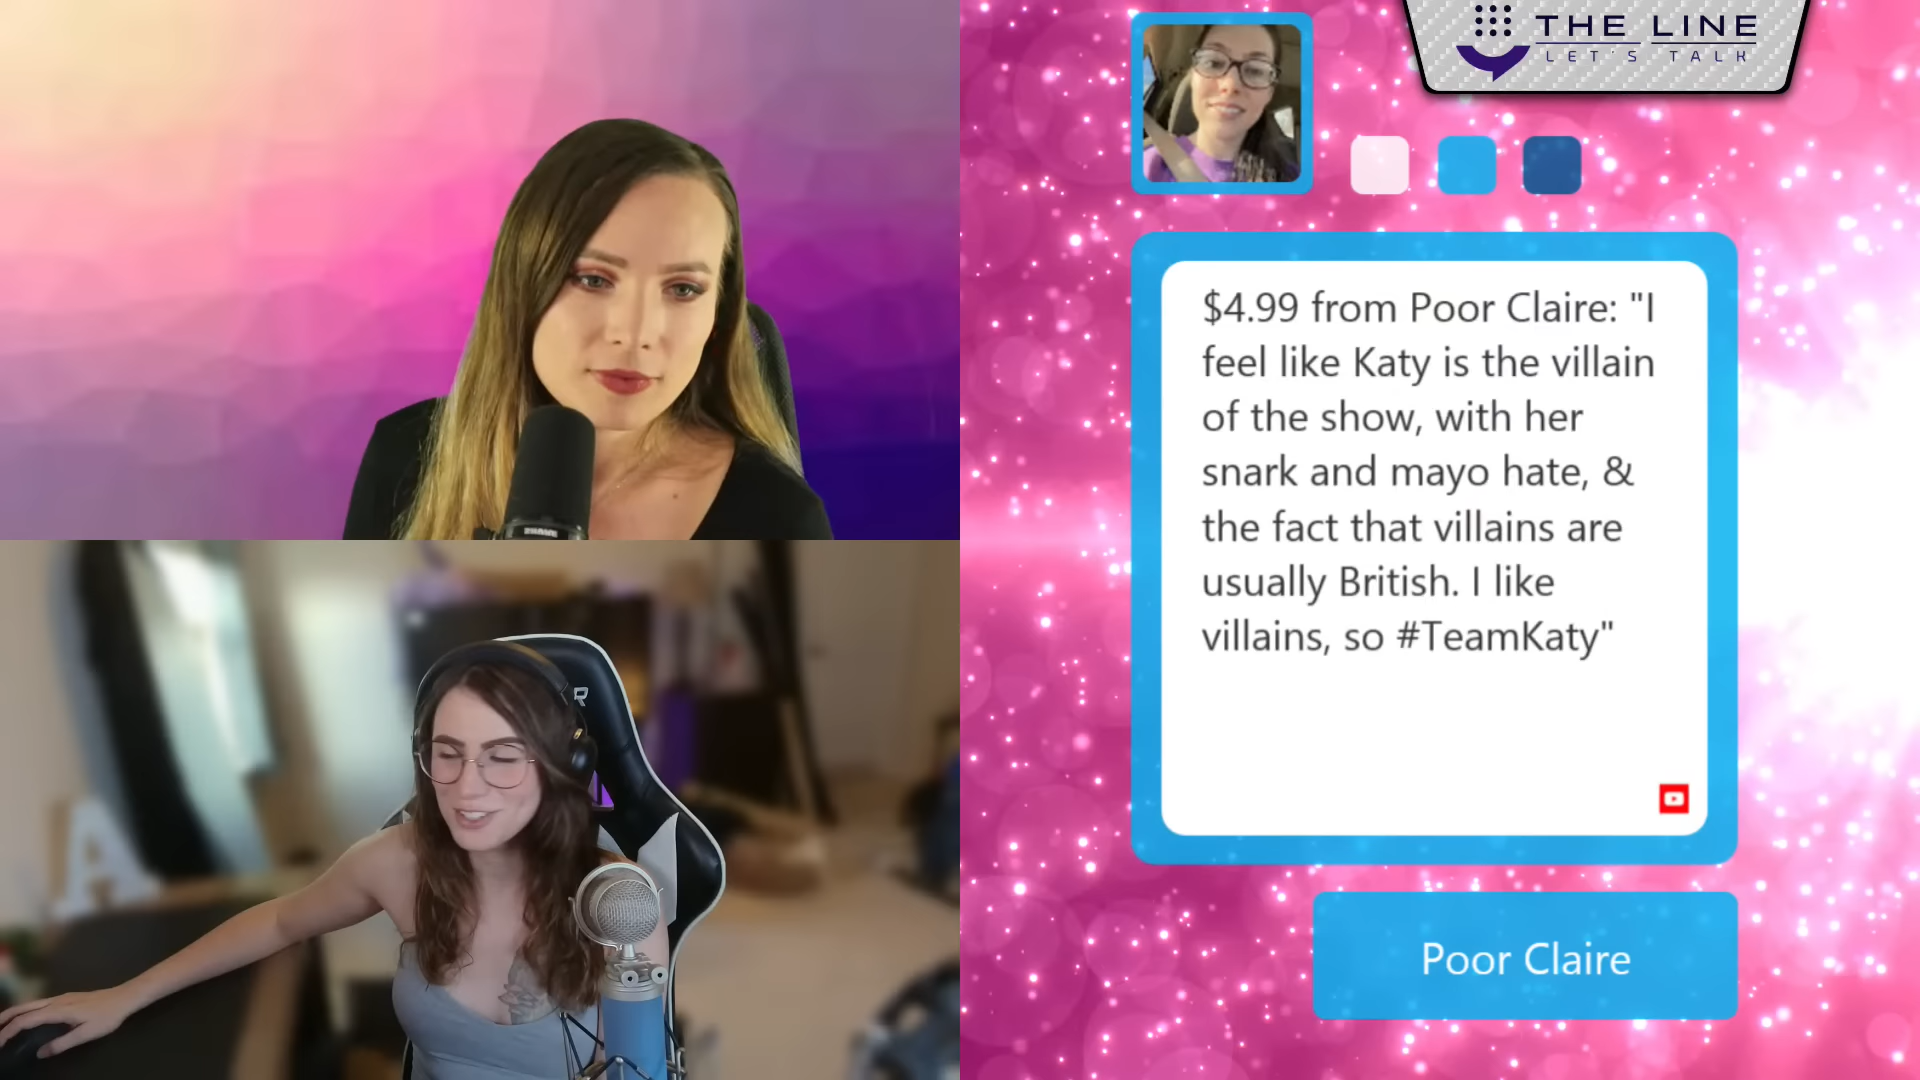 THE LINE
LET'S TALK
$4.99 from Poor Claire: "I
feel like Katy is the villain
of the show, with her
snark and mayo hate, &
the fact that villains are
usually British. I like
villains, so #TeamKaty"
Poor Claire